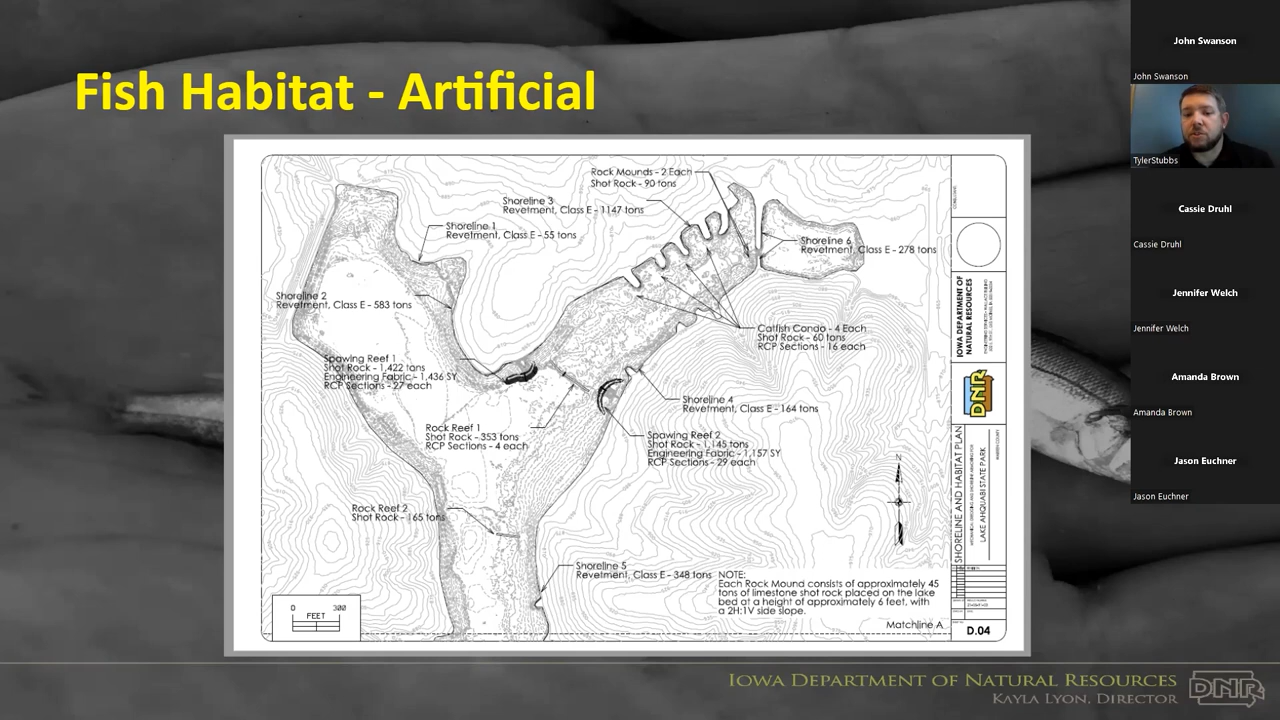 Fish Habitat - Artificial
Rock Mounds - 2 Each
Shot Rock - 90 tons
Shoreline 3
Revetment, Class E - 1147 tons
Shoreline 1
Revetment, Class E - 55 tons
Shoreline 6
Revetment, Class E - 278 tons
Shoreline 2
Revetment, Class E - 583 tons
Catfish Condo - 4 Each
Shot Rock - 60 tons
RCP Sections - 16 each
Spawing Reef 1
Shot Rock - 1,422 tons
Engineering Fabric - 1,436 SY
RCP Sections - 27 each
Shoreline 4
Revetment, Class E - 164 tons
Rock Reef 1
Shot Rock - 353 tons
RCP Sections - 4 each
Spawing Reef 2
Shot Rock - 1,145 tons
Engineering Fabric - 1,157 SY
RCP Sections - 29 each
Rock Reef 2
Shot Rock - 165 tons
N
Shoreline 5
Revetment, Class E - 348 tons
NOTE:
Each Rock Mound consists of approximately 45
tons of limestone shot rock placed on the lake
bed at a height of approximately 6 feet, with
a 2H:1V side slope.
0 300
FEET
Matchline A
IOWA DEPARTMENT OF
NATURAL RESOURCES
DNR
SHORELINE AND HABITAT PLAN
LAKE AHQUABI STATE PARK
WARREN COUNTY
D.04
IOWA DEPARTMENT OF NATURAL RESOURCES
KAYLA LYON, DIRECTOR
DNR
John Swanson
John Swanson
TylerStubbs
Cassie Druhl
Cassie Druhl
Jennifer Welch
Jennifer Welch
Amanda Brown
Amanda Brown
Jason Euchner
Jason Euchner